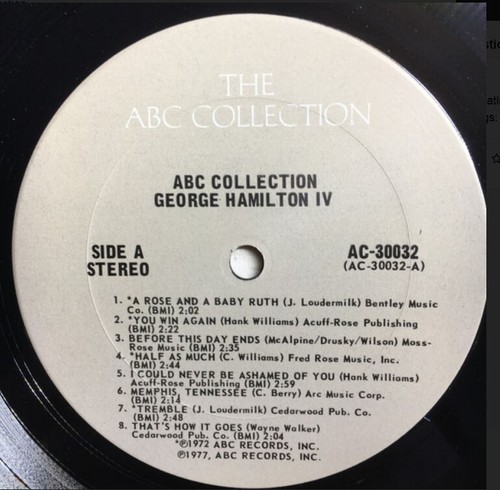 THE
ABC COLLECTION
ABC COLLECTION
GEORGE HAMILTON IV
SIDE A
STEREO
AC-30032
(AC-30032-A)
1. *A ROSE AND A BABY RUTH (J. Loudermilk) Bentley Music
Co. (BMI) 2:02
2. *YOU WIN AGAIN (Hank Williams) Acuff-Rose Publishing
(BMI) 2:22
3. BEFORE THIS DAY ENDS (McAlpine/Drusky/Wilson) Moss-
Rose Music (BMI) 2:35
4. *HALF AS MUCH (C. Williams) Fred Rose Music, Inc.
(BMI) 2:44
5. I COULD NEVER BE ASHAMED OF YOU (Hank Williams)
Acuff-Rose Publishing (BMI) 2:59
6. MEMPHIS, TENNESSEE (C. Berry) Arc Music Corp.
(BMI) 2:14
7. *TREMBLE (J. Loudermilk) Cedarwood Pub. Co.
(BMI) 2:48
8. THAT'S HOW IT GOES (Wayne Walker)
Cedarwood Pub. Co. (BMI) 2:04
*℗1972 ABC RECORDS, INC.
℗1977, ABC RECORDS, INC.